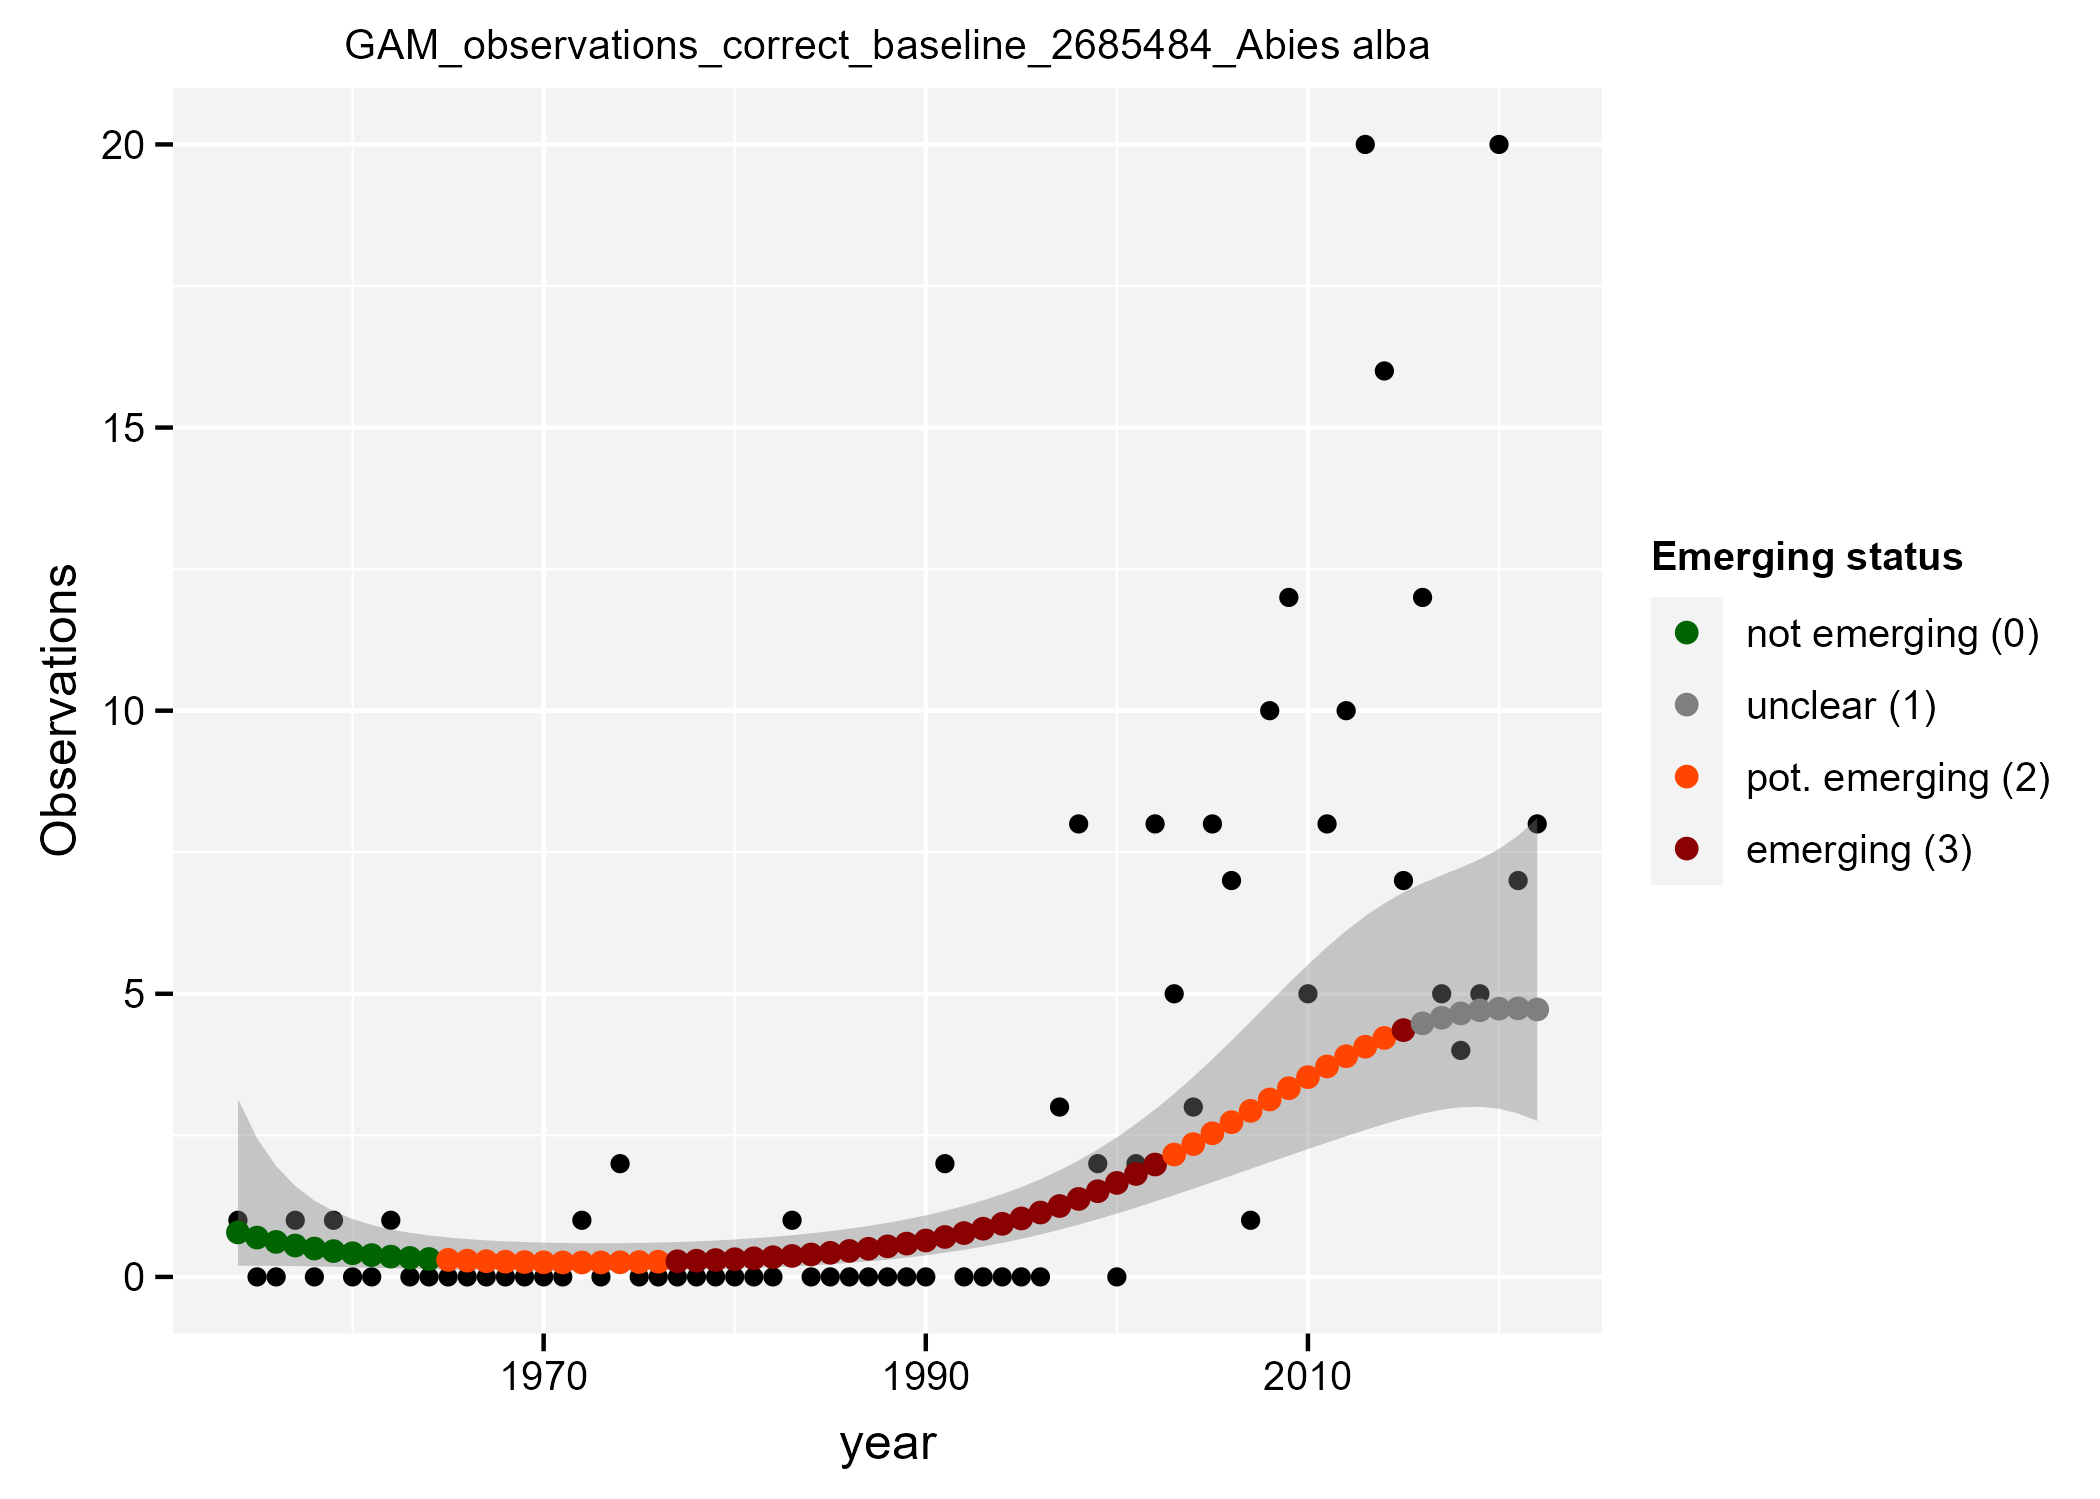 GAM_observations_correct_baseline_2685484_Abies alba
20
15
10
5
0
Observations
1970
1990
2010
year
Emerging status
not emerging (0)
unclear (1)
pot. emerging (2)
emerging (3)